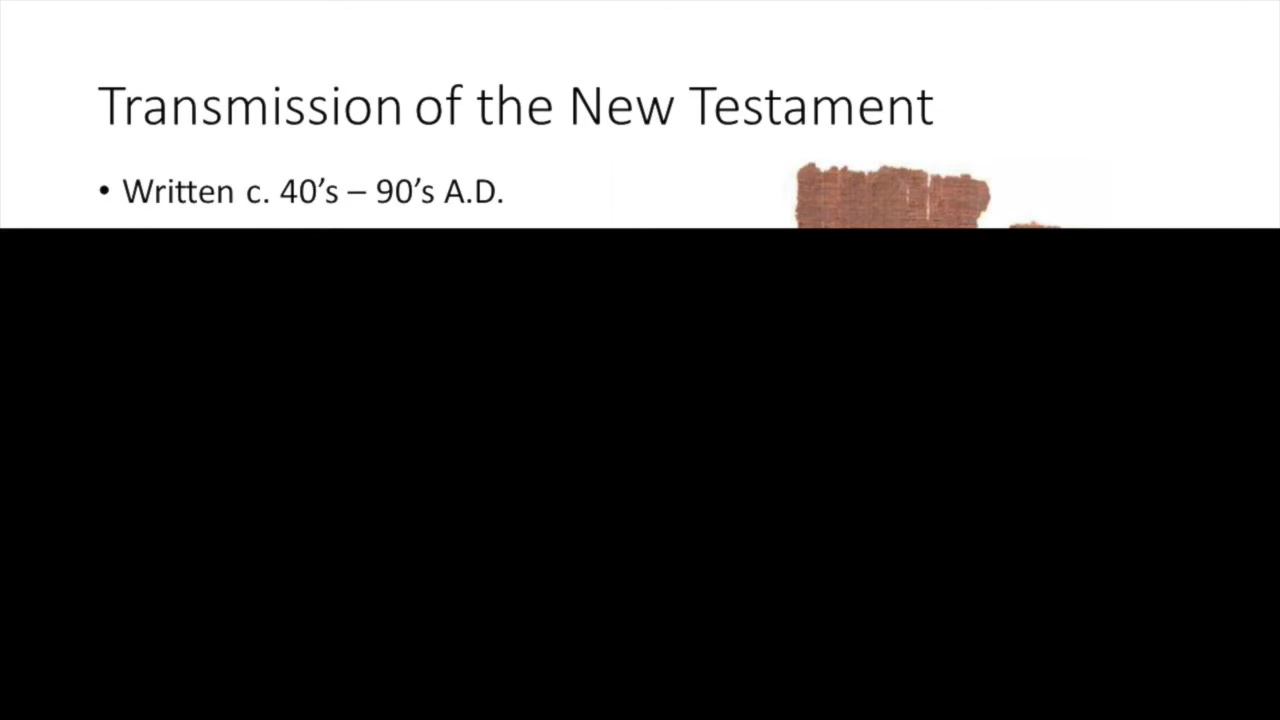 Transmission of the New Testament
• Written c. 40’s – 90’s A.D.